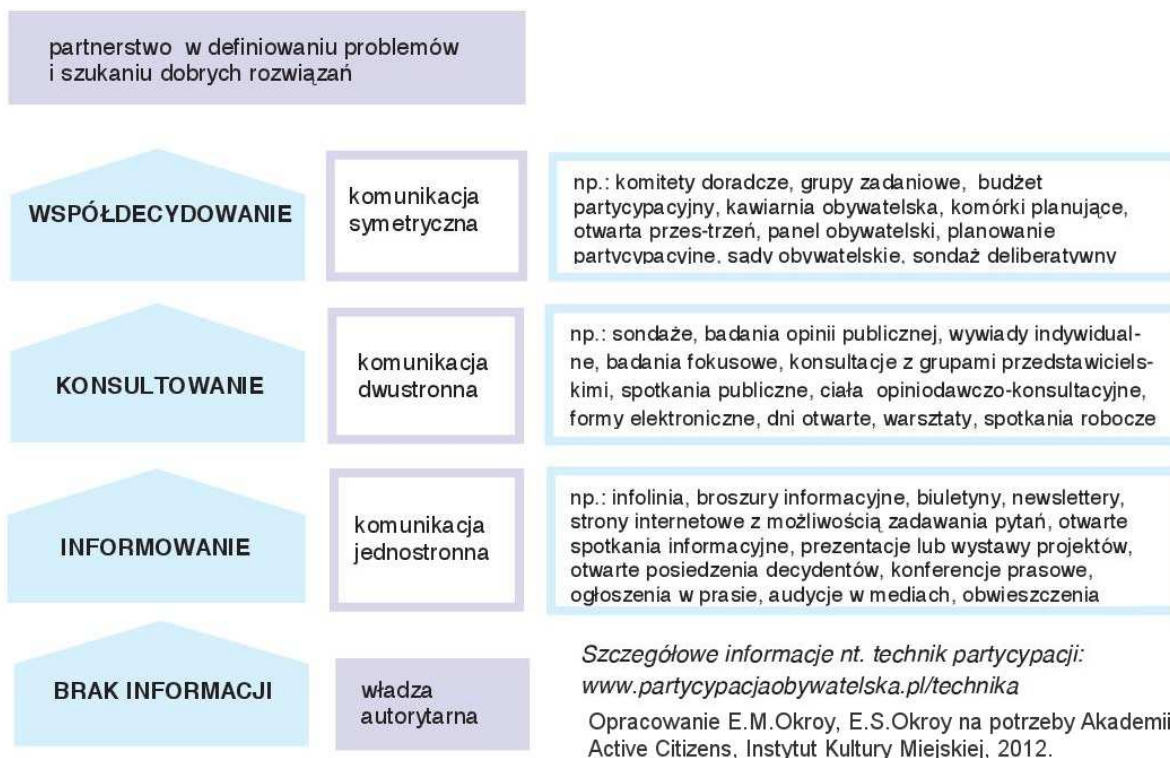 partnerstwo w definiowaniu problemów
i szukaniu dobrych rozwiązań
WSPÓŁDECYDOWANIE
komunikacja
symetryczna
np.: komitety doradcze, grupy zadaniowe, budżet
partycypacyjny, kawiarnia obywatelska, komórki planujące,
otwarta przes-trzeń, panel obywatelski, planowanie
partycypacyjne, sądy obywatelskie, sondaż deliberatywny
KONSULTOWANIE
komunikacja
dwustronna
np.: sondaże, badania opinii publicznej, wywiady indywidual-
ne, badania fokusowe, konsultacje z grupami przedstawiciels-
kimi, spotkania publiczne, ciała opiniodawczo-konsultacyjne,
formy elektroniczne, dni otwarte, warsztaty, spotkania robocze
INFORMOWANIE
komunikacja
jednostronna
np.: infolinia, broszury informacyjne, biuletyny, newslettery,
strony internetowe z możliwością zadawania pytań, otwarte
spotkania informacyjne, prezentacje lub wystawy projektów,
otwarte posiedzenia decydentów, konferencje prasowe,
ogłoszenia w prasie, audycje w mediach, obwieszczenia
BRAK INFORMACJI
władza
autorytarna
Szczegółowe informacje nt. technik partycypacji:
www.partycypacjaobywatelska.pl/technika
Opracowanie E.M.Okroy, E.S.Okroy na potrzeby Akademii
Active Citizens, Instytut Kultury Miejskiej, 2012.